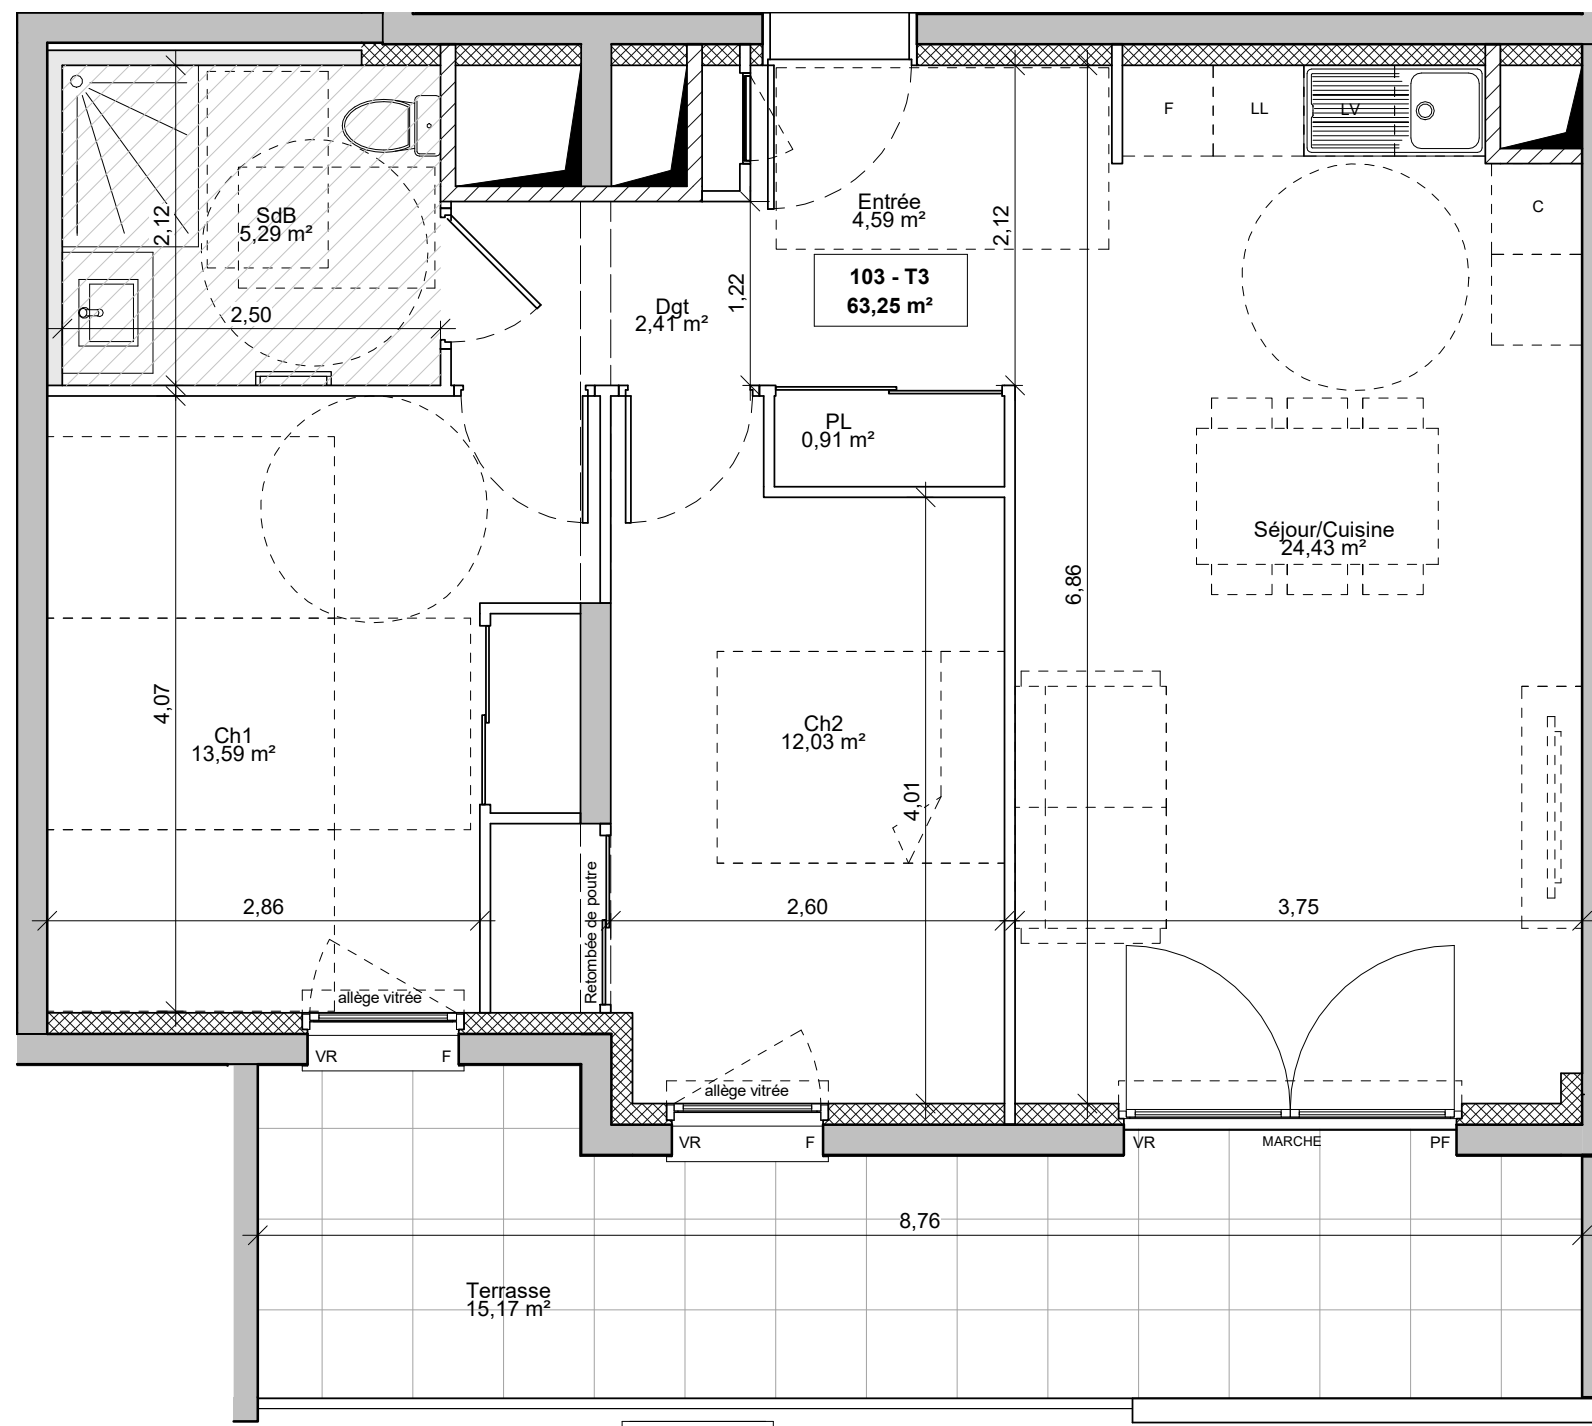 F
LL
LV
C
SdB
5,29 m²
2,12
2,50
Entrée
4,59 m²
2,12
103 - T3
63,25 m²
Dgt
2,41 m²
1,22
PL
0,91 m²
Séjour/Cuisine
24,43 m²
6,86
4,07
Ch1
13,59 m²
Ch2
12,03 m²
4,01
2,86
Retombée de poutre
2,60
3,75
allège vitrée
VR
F
allège vitrée
VR
F
VR
MARCHE
PF
8,76
Terrasse
15,17 m²